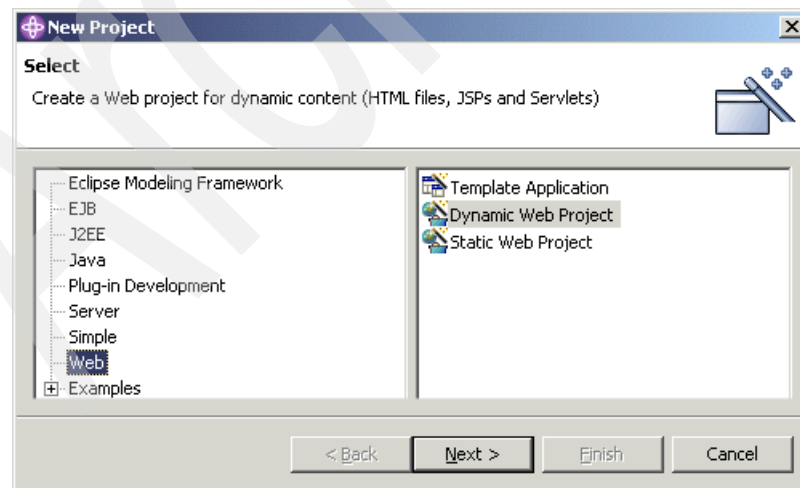 New Project
Select
Create a Web project for dynamic content (HTML files, JSPs and Servlets)
Eclipse Modeling Framework
EJB
J2EE
Java
Plug-in Development
Server
Simple
Web
Examples
Template Application
Dynamic Web Project
Static Web Project
< Back
Next >
Finish
Cancel